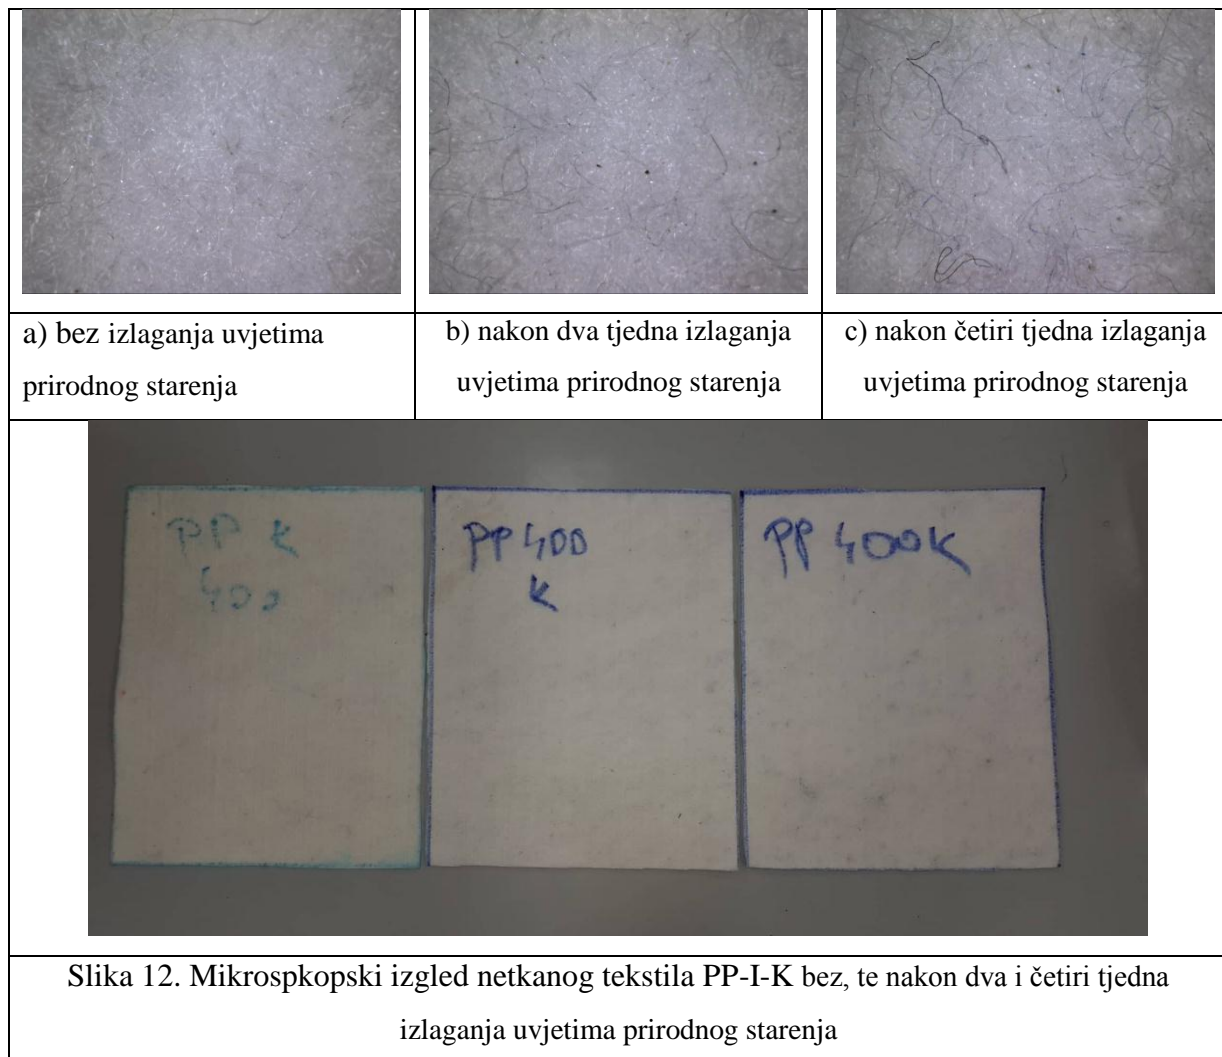 a) bez izlaganja uvjetima
prirodnog starenja
b) nakon dva tjedna izlaganja
uvjetima prirodnog starenja
c) nakon četiri tjedna izlaganja
uvjetima prirodnog starenja
PP K
400
PP 400
K
PP 400K
Slika 12. Mikrospkopski izgled netkanog tekstila PP-I-K bez, te nakon dva i četiri tjedna
izlaganja uvjetima prirodnog starenja